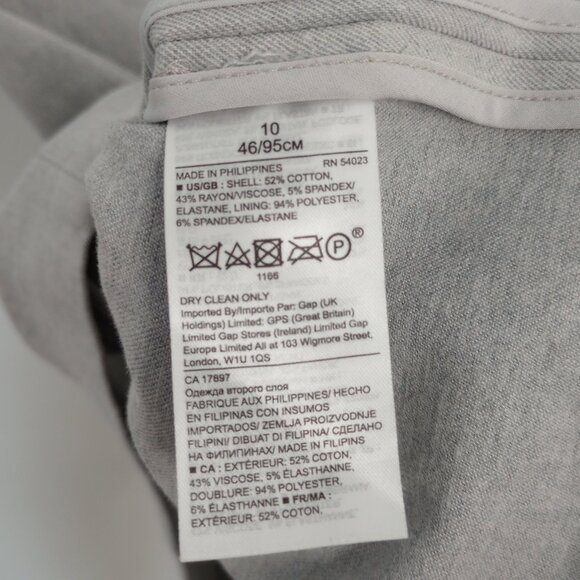 10
46/95CM
MADE IN PHILIPPINES RN 54023
■ US/GB : SHELL: 52% COTTON,
43% RAYON/VISCOSE, 5% SPANDEX/
ELASTANE, LINING: 94% POLYESTER,
6% SPANDEX/ELASTANE
P ®
1166
DRY CLEAN ONLY
Imported By/Importe Par: Gap (UK
Holdings) Limited: GPS (Great Britain)
Limited Gap Stores (Ireland) Limited Gap
Europe Limited All at 103 Wigmore Street,
London, W1U 1QS
CA 17897
Одежда второго слоя
FABRIQUE AUX PHILIPPINES/ HECHO
EN FILIPINAS CON INSUMOS
IMPORTADOS/ ZEMLJA PROIZVODNJE
FILIPINI/ DIBUAT DI FILIPINA/ СДЕЛАНО
НА ФИЛИПИНАХ/ MADE IN FILIPINS
■ CA : EXTÉRIEUR: 52% COTON,
43% VISCOSE, 5% ÉLASTHANNE,
DOUBLURE: 94% POLYESTER,
6% ÉLASTHANNE ■ FR/MA :
EXTÉRIEUR: 52% COTON,